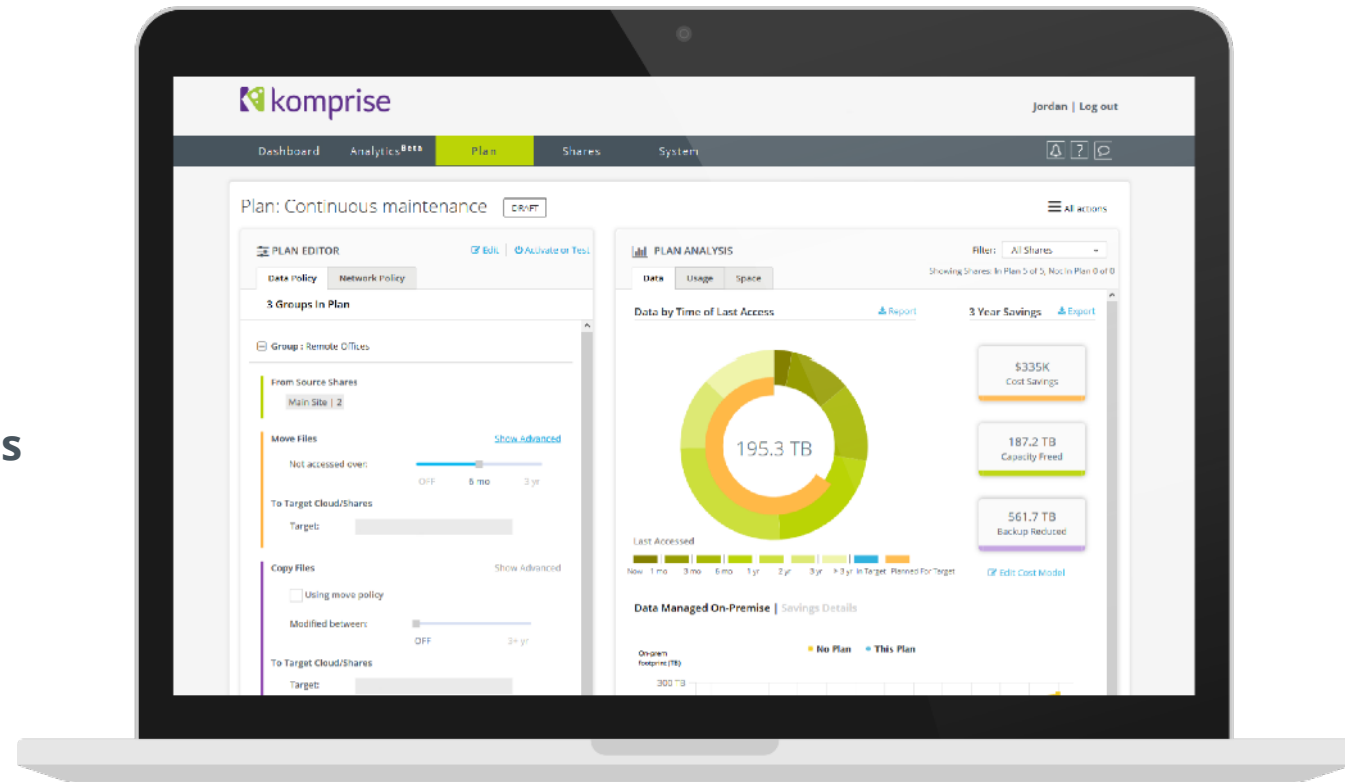 komprise
Jordan | Log out
Dashboard Analytics Beta Plan Shares System
?
Plan: Continuous maintenance DRAFT
All actions
PLAN EDITOR Edit Activate or Test
Data Policy Network Policy
3 Groups In Plan
Group : Remote Offices
From Source Shares
Main Site | 2
Move Files Show Advanced
Not accessed over:
OFF 6 mo 3 yr
To Target Cloud/Shares
Target:
Copy Files Show Advanced
Using move policy
Modified between:
OFF 3+ yr
To Target Cloud/Shares
Target:
PLAN ANALYSIS
Filter: All Shares
Data Usage Space
Showing Shares: In Plan 5 of 5, Not in Plan 0 of 0
Data by Time of Last Access Report
195.3 TB
Last Accessed
Now 1 mo 3 mo 6 mo 1 yr 2 yr 3 yr > 3 yr In Target Planned For Target
3 Year Savings Export
$335K
Cost Savings
187.2 TB
Capacity Freed
561.7 TB
Backup Reduced
Edit Cost Model
Data Managed On-Premise | Savings Details
No Plan This Plan
On-prem
footprint (TB)
300 TB
s